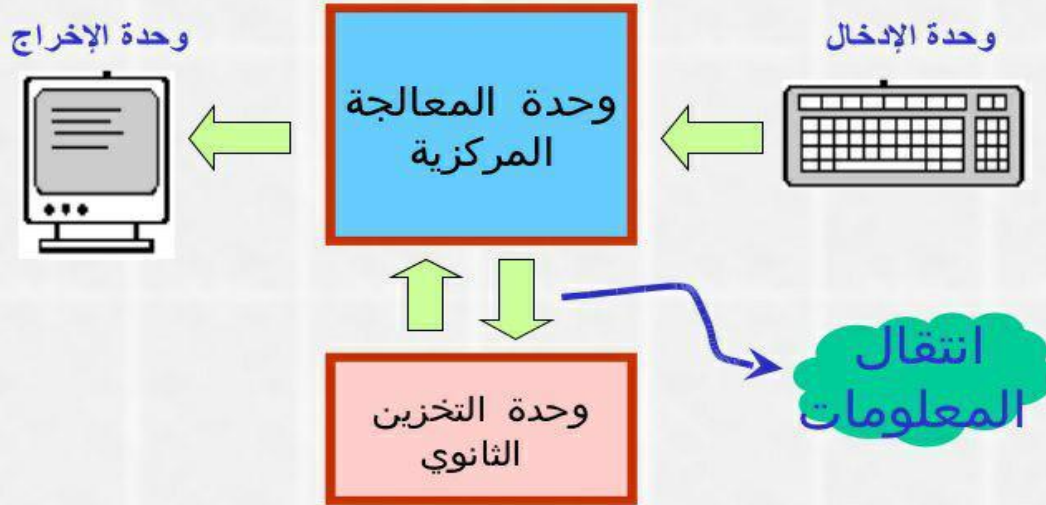 وحدة الإدخال
وحدة الإخراج
وحدة المعالجة
المركزية
انتقال
المعلومات
وحدة التخزين
الثانوي